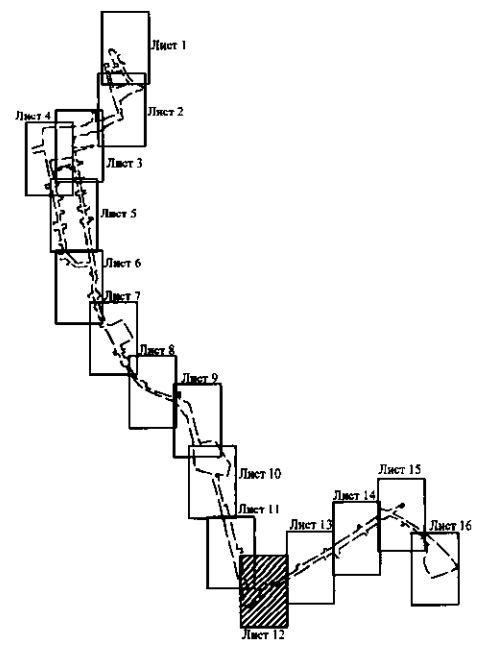 Лист 1
Лист 2
Лист 4
Лист 3
Лист 5
Лист 6
Лист 7
Лист 8
Лист 9
Лист 10
Лист 11
Лист 15
Лист 14
Лист 13
Лист 16
Лист 12